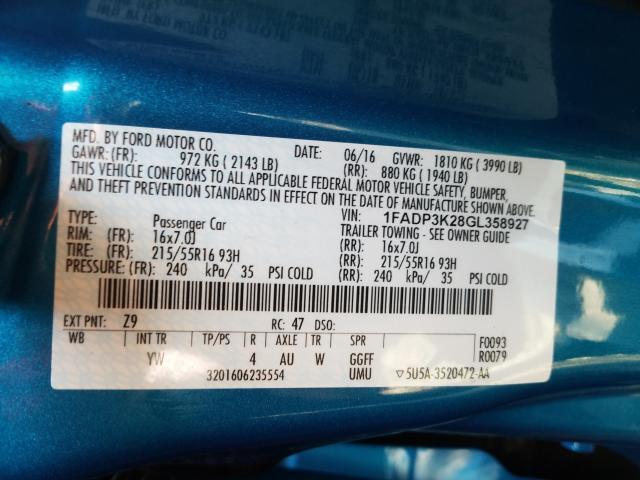 MFD. BY FORD MOTOR CO.
DATE: 06/16 GVWR: 1810 KG ( 3990 LB)
GAWR: (FR): 972 KG ( 2143 LB) (RR): 880 KG ( 1940 LB)
THIS VEHICLE CONFORMS TO ALL APPLICABLE FEDERAL MOTOR VEHICLE SAFETY, BUMPER,
AND THEFT PREVENTION STANDARDS IN EFFECT ON THE DATE OF MANUFACTURE SHOWN ABOVE.
VIN: 1FADP3K28GL358927
TYPE: Passenger Car TRAILER TOWING - SEE OWNER GUIDE
RIM: (FR): 16x7.0J (RR): 16x7.0J
TIRE: (FR): 215/55R16 93H (RR): 215/55R16 93H
PRESSURE: (FR): 240 kPa/ 35 PSI COLD (RR): 240 kPa/ 35 PSI COLD
EXT PNT: Z9 RC: 47 DSO:
WB INT TR TP/PS R AXLE TR SPR F0093
YW 4 AU W GGFF R0079
3201606235554 UMU ▽5U5A-3520472-AA